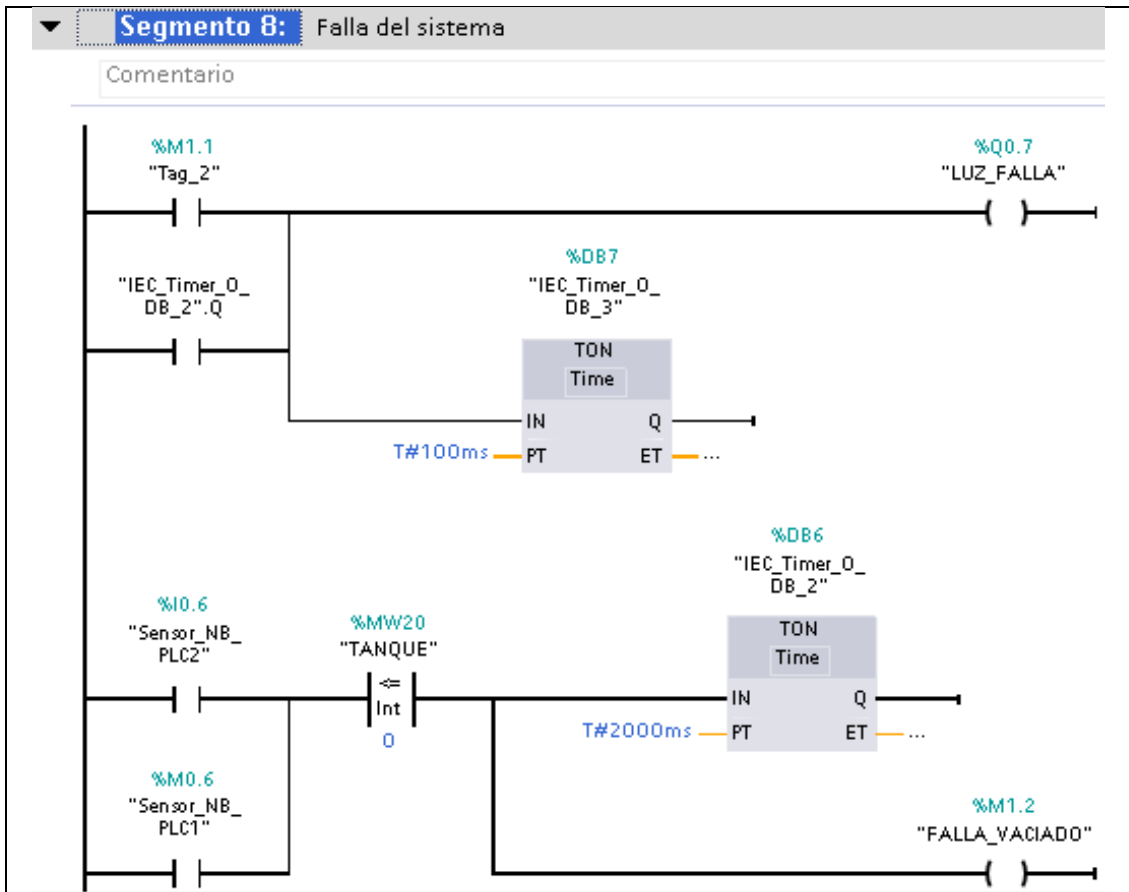 Segmento 8: Falla del sistema
Comentario
%M1.1
"Tag_2"
%Q0.7
"LUZ_FALLA"
"IEC_Timer_0_
DB_2".Q
%DB7
"IEC_Timer_0_
DB_3"
TON
Time
IN Q
T#100ms PT ET ...
%DB6
"IEC_Timer_0_
DB_2"
%I0.6
"Sensor_NB_
PLC2"
%MW20
"TANQUE"
<=
Int
0
TON
Time
IN Q
T#2000ms PT ET ...
%M0.6
"Sensor_NB_
PLC1"
%M1.2
"FALLA_VACIADO"